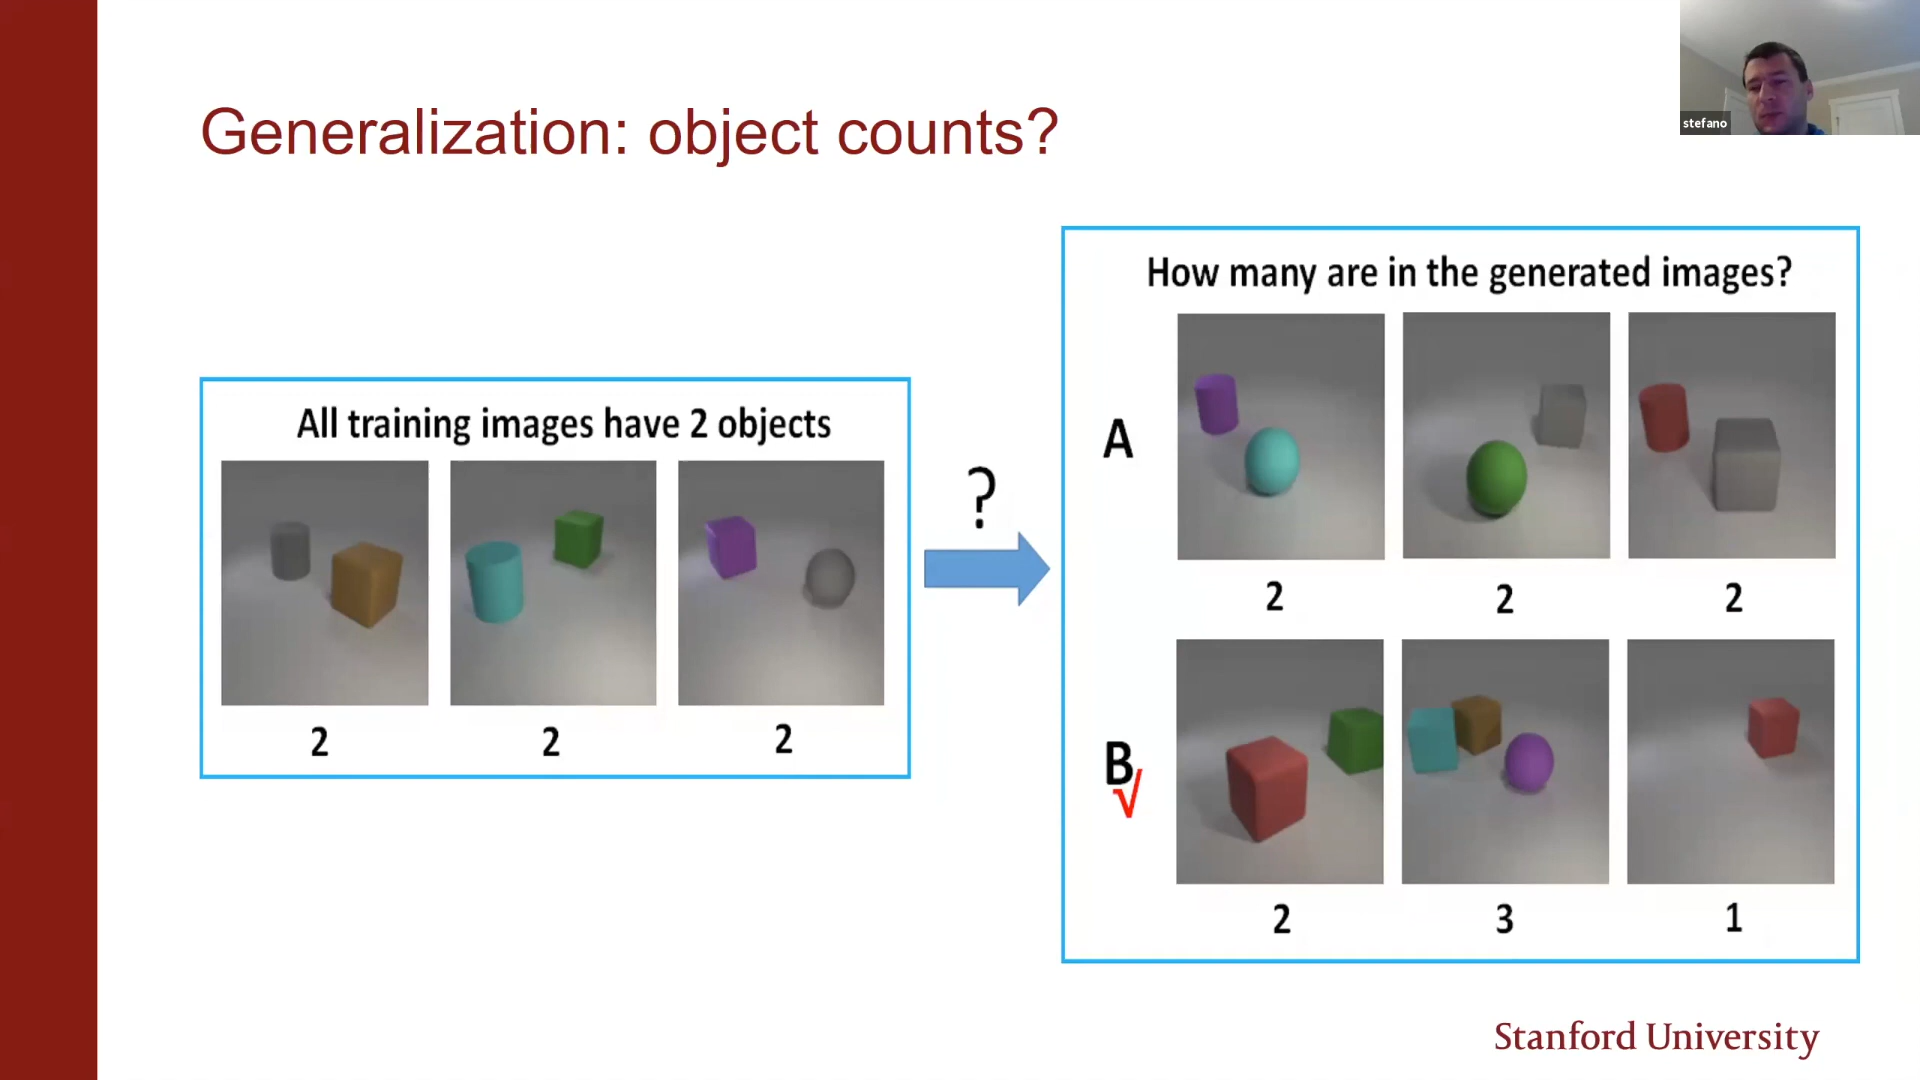 stefano
Generalization: object counts?
All training images have 2 objects
2 2 2
?
How many are in the generated images?
A
2 2 2
B
√
2 3 1
Stanford University